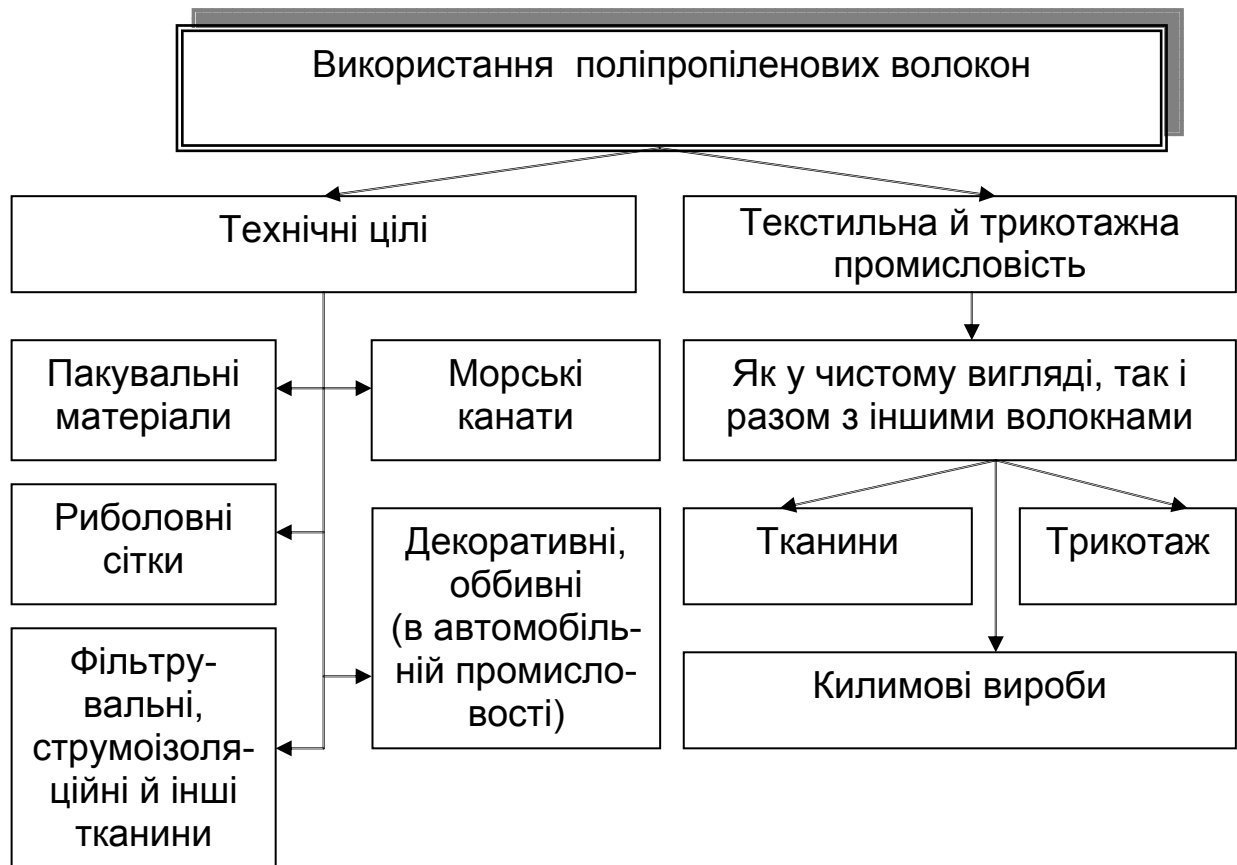 Використання поліпропіленових волокон
Технічні цілі
Текстильна й трикотажна
промисловість
Пакувальні
матеріали
Морські
канати
Як у чистому вигляді, так і
разом з іншими волокнами
Риболовні
сітки
Декоративні,
оббивні
(в автомобіль-
ній промисло-
вості)
Тканини
Трикотаж
Фільтру-
вальні,
струмоізоля-
ційні й інші
тканини
Килимові вироби